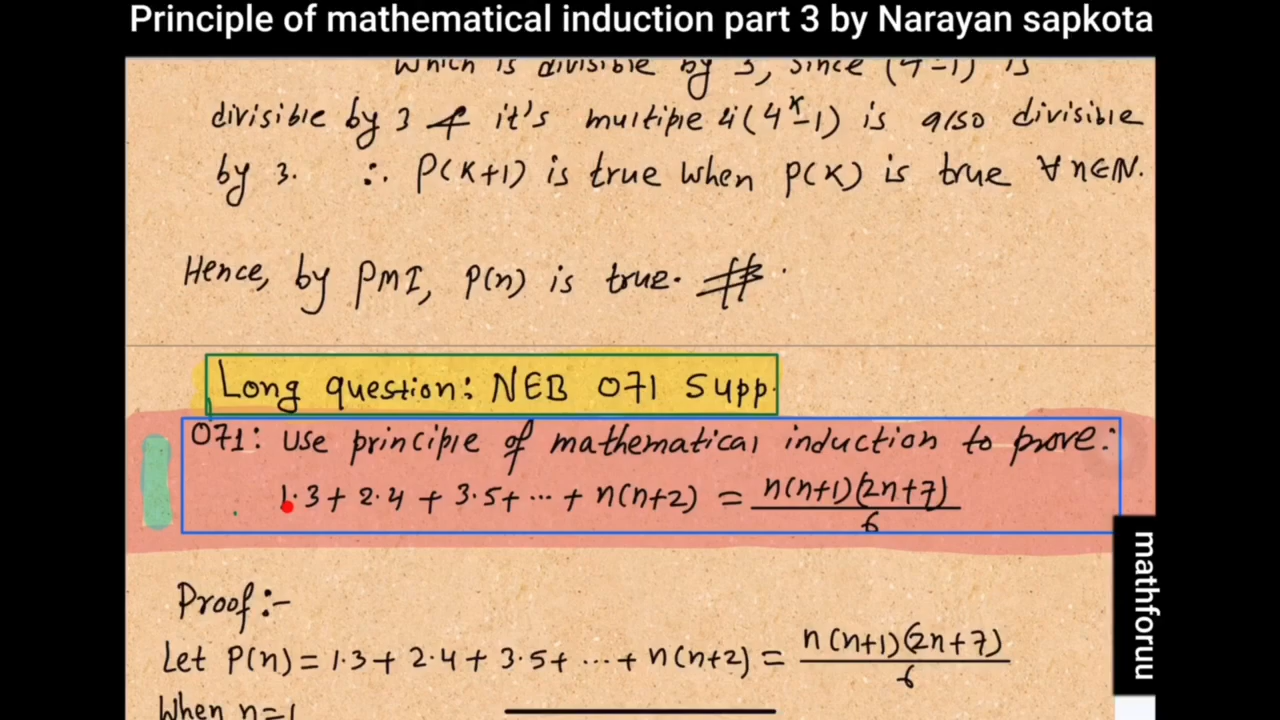 Principle of mathematical induction part 3 by Narayan sapkota
which is divisible by 3, since (4-1) is
divisible by 3 & it's multiple 4(4ᵏ-1) is also divisible
by 3. ∴ P(K+1) is true when P(K) is true ∀ n∈ℕ.
Hence, by PMI, P(n) is true. #
Long question: NEB 071 Supp.
071: Use principle of mathematical induction to prove:
1·3 + 2·4 + 3·5 + ... + n(n+2) = n(n+1)(2n+7)/6
Proof:-
Let P(n) = 1·3 + 2·4 + 3·5 + ... + n(n+2) = n(n+1)(2n+7)/6
When n=1
mathforuu